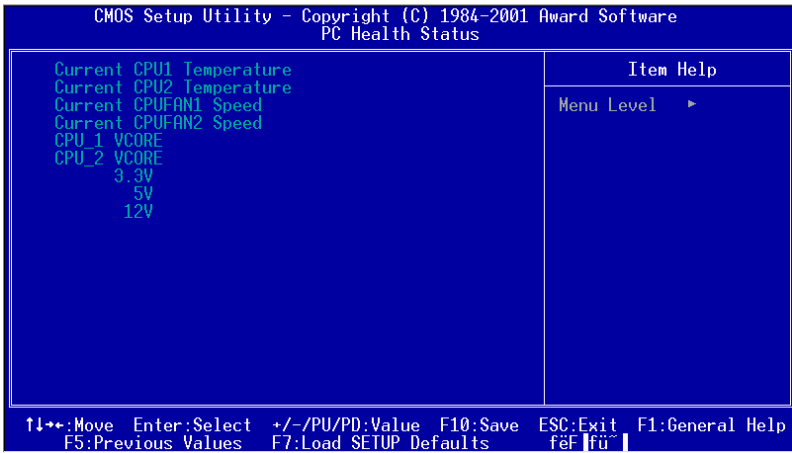 CMOS Setup Utility - Copyright (C) 1984-2001 Award Software
PC Health Status
Current CPU1 Temperature
Current CPU2 Temperature
Current CPUFAN1 Speed
Current CPUFAN2 Speed
CPU_1 VCORE
CPU_2 VCORE
3.3V
5V
12V
Item Help
Menu Level ►
↑↓→←:Move Enter:Select +/-/PU/PD:Value F10:Save ESC:Exit F1:General Help
F5:Previous Values F7:Load SETUP Defaults fëF fü¨